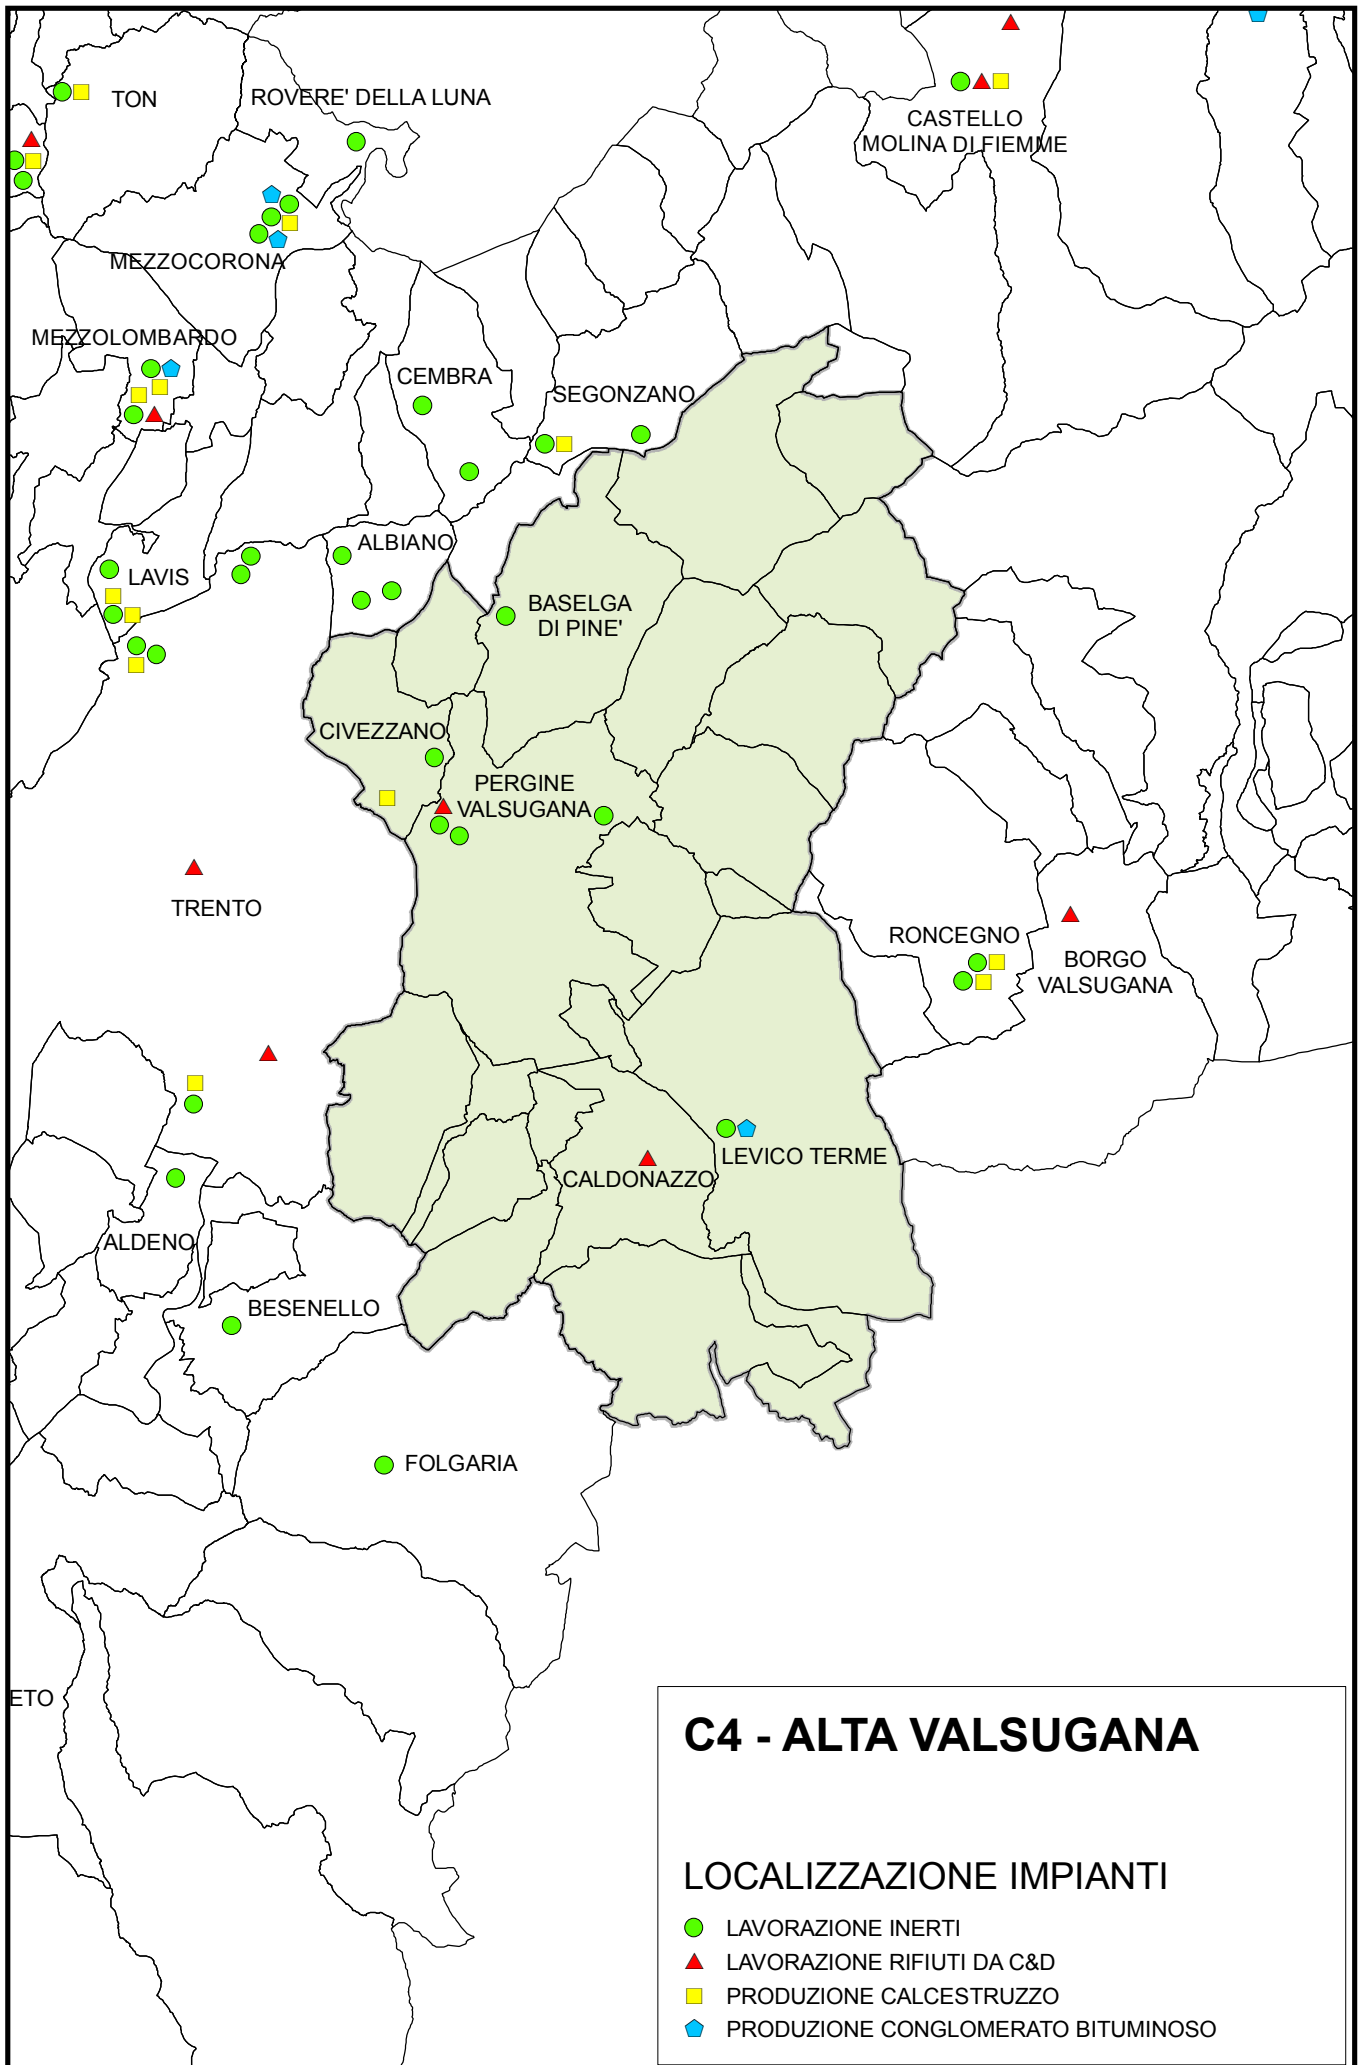 TON
ROVERE' DELLA LUNA
CASTELLO
MOLINA DI FIEMME
MEZZOCORONA
MEZZOLOMBARDO
CEMBRA
SEGONZANO
ALBIANO
LAVIS
BASELGA
DI PINE'
CIVEZZANO
PERGINE
VALSUGANA
TRENTO
RONCEGNO
BORGO
VALSUGANA
LEVICO TERME
CALDONAZZO
ALDENO
BESENELLO
FOLGARIA
ETO
C4 - ALTA VALSUGANA
LOCALIZZAZIONE IMPIANTI
LAVORAZIONE INERTI
LAVORAZIONE RIFIUTI DA C&D
PRODUZIONE CALCESTRUZZO
PRODUZIONE CONGLOMERATO BITUMINOSO